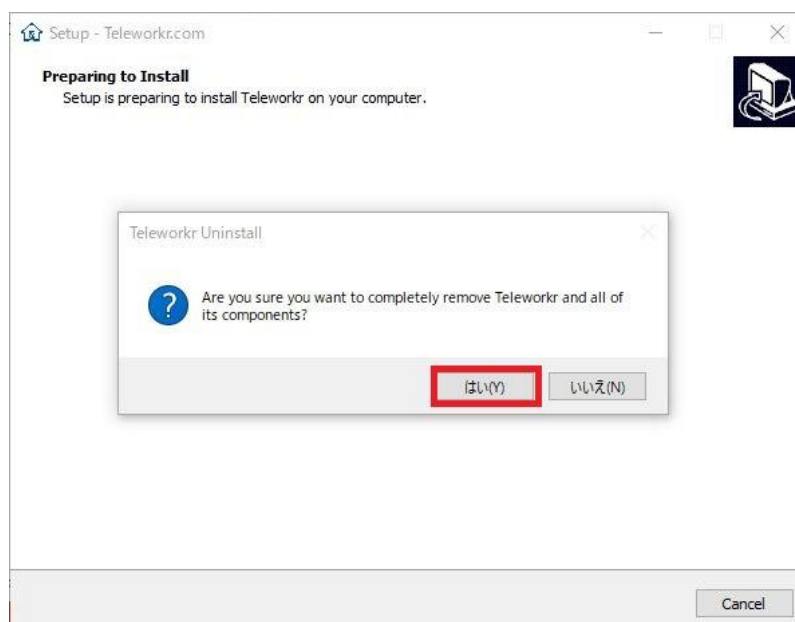 Setup - Teleworkr.com
Preparing to Install
Setup is preparing to install Teleworkr on your computer.
Teleworkr Uninstall
Are you sure you want to completely remove Teleworkr and all of
its components?
はい(Y)
いいえ(N)
Cancel